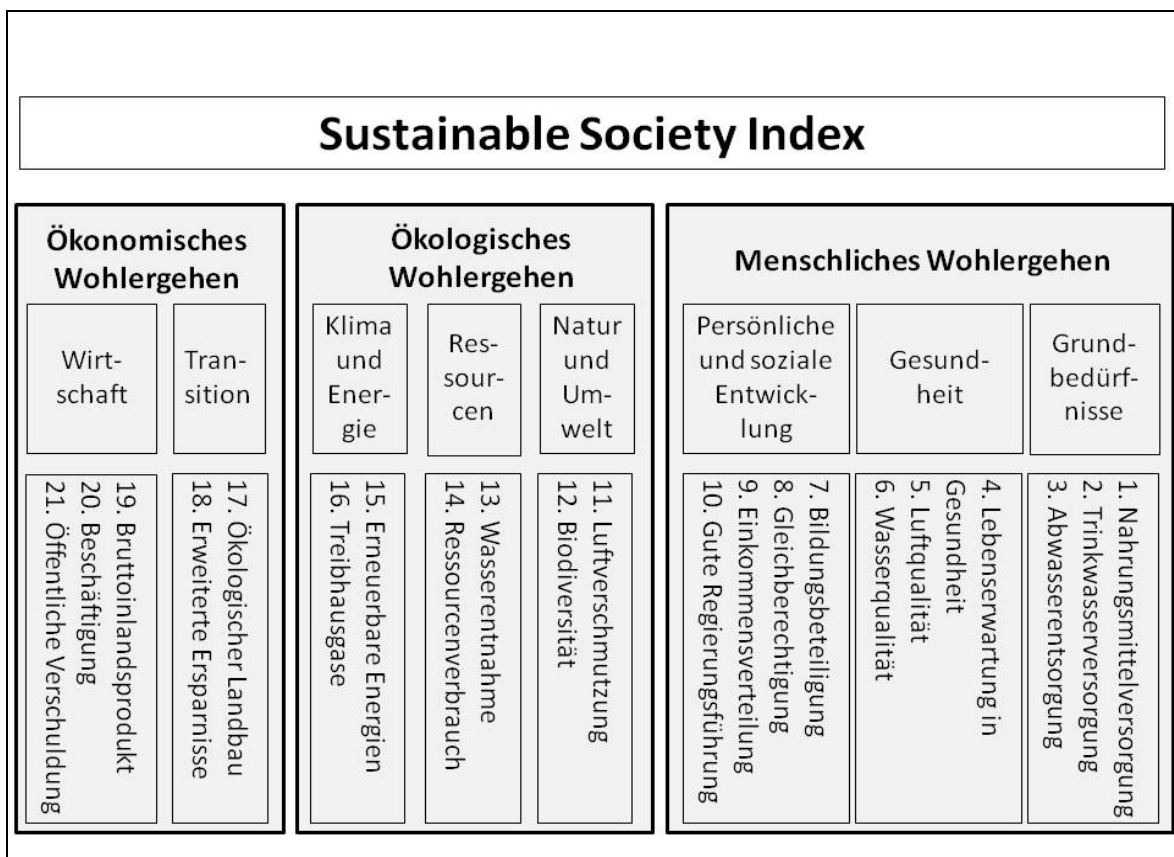 Sustainable Society Index
Ökonomisches
Wohlergehen
Wirt-
schaft
Tran-
sition
19. Bruttoinlandsprodukt
20. Beschäftigung
21. Öffentliche Verschuldung
17. Ökologischer Landbau
18. Erweiterte Ersparnisse
Ökologisches
Wohlergehen
Klima
und
Ener-
gie
Res-
sour-
cen
Natur
und
Um-
welt
15. Erneuerbare Energien
16. Treibhausgase
13. Wasserentnahme
14. Ressourcenverbrauch
11. Luftverschmutzung
12. Biodiversität
Menschliches Wohlergehen
Persönliche
und soziale
Entwick-
lung
Gesund-
heit
Grund-
bedürf-
nisse
7. Bildungsbeteiligung
8. Gleichberechtigung
9. Einkommensverteilung
10. Gute Regierungsführung
4. Lebenserwartung in
Gesundheit
5. Luftqualität
6. Wasserqualität
1. Nahrungsmittelversorgung
2. Trinkwasserversorgung
3. Abwasserentsorgung